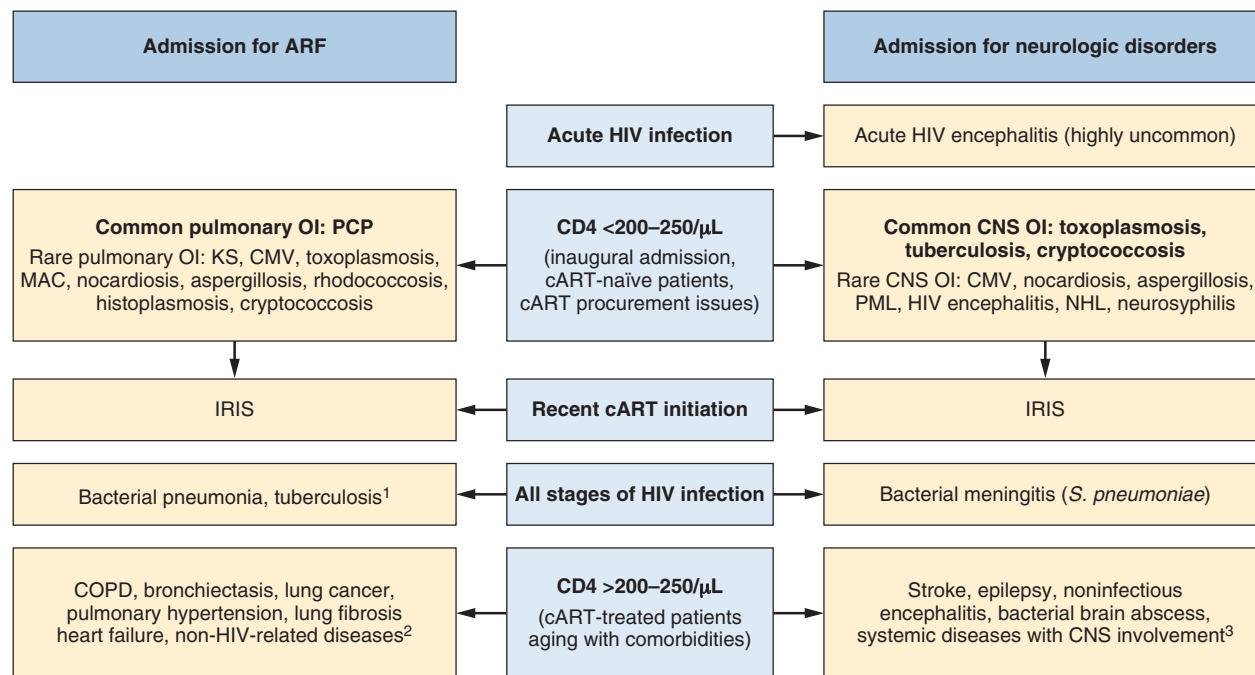 Admission for ARF
Admission for neurologic disorders
Acute HIV infection
Acute HIV encephalitis (highly uncommon)
Common pulmonary OI: PCP
Rare pulmonary OI: KS, CMV, toxoplasmosis,
MAC, nocardiosis, aspergillosis, rhodococcosis,
histoplasmosis, cryptococcosis
CD4 <200–250/μL
(inaugural admission,
cART-naïve patients,
cART procurement issues)
Common CNS OI: toxoplasmosis,
tuberculosis, cryptococcosis
Rare CNS OI: CMV, nocardiosis, aspergillosis,
PML, HIV encephalitis, NHL, neurosyphilis
IRIS
Recent cART initiation
IRIS
Bacterial pneumonia, tuberculosis¹
All stages of HIV infection
Bacterial meningitis (S. pneumoniae)
COPD, bronchiectasis, lung cancer,
pulmonary hypertension, lung fibrosis
heart failure, non-HIV-related diseases²
CD4 >200–250/μL
(cART-treated patients
aging with comorbidities)
Stroke, epilepsy, noninfectious
encephalitis, bacterial brain abscess,
systemic diseases with CNS involvement³